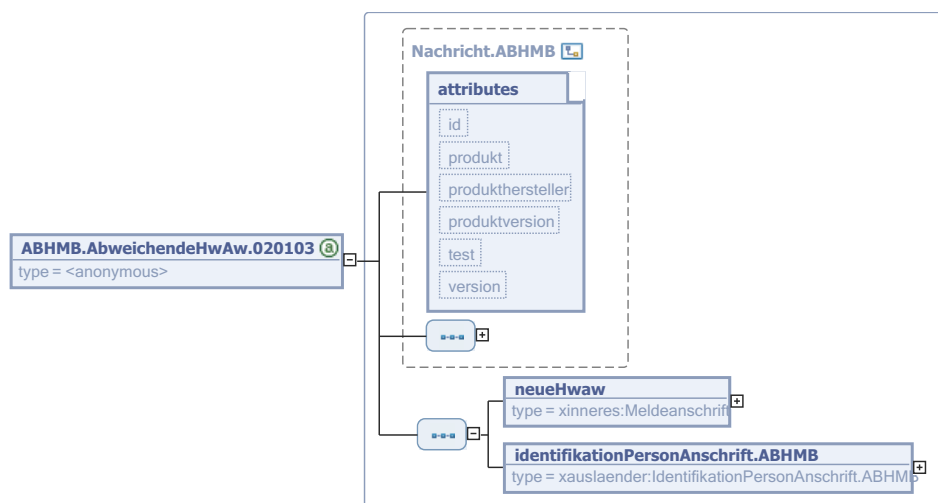 Nachricht.ABHMB
attributes
id
produkt
produkthersteller
produktversion
test
version
ABHMB.AbweichendeHwAw.020103 a
type = <anonymous>
neueHwaw
type = xinneres:Meldeanschrift
identifikationPersonAnschrift.ABHMB
type = xauslaender:IdentifikationPersonAnschrift.ABHMB